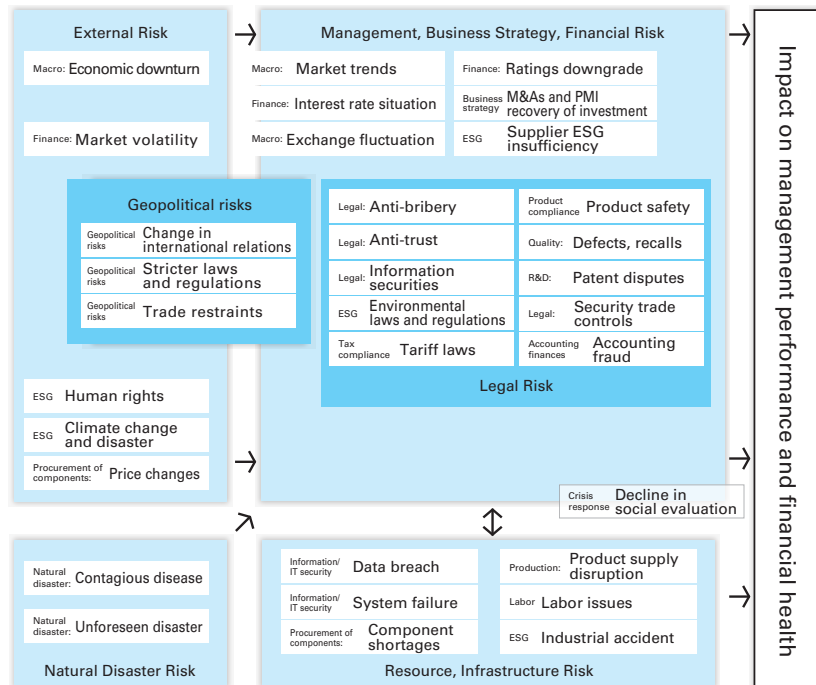 External Risk
Macro: Economic downturn
Finance: Market volatility
Geopolitical risks
Geopolitical
risks
Change in
international relations
Geopolitical
risks
Stricter laws
and regulations
Geopolitical
risks
Trade restraints
ESG Human rights
ESG
Climate change
and disaster
Procurement of
components:
Price changes
Management, Business Strategy, Financial Risk
Macro: Market trends
Finance: Interest rate situation
Macro: Exchange fluctuation
Finance: Ratings downgrade
Business
strategy
M&As and PMI
recovery of investment
ESG
Supplier ESG
insufficiency
Legal: Anti-bribery
Legal: Anti-trust
Legal:
Information
securities
ESG
Environmental
laws and regulations
Tax
compliance
Tariff laws
Product
compliance
Product safety
Quality: Defects, recalls
R&D: Patent disputes
Legal:
Security trade
controls
Accounting
finances
Accounting
fraud
Legal Risk
Crisis
response
Decline in
social evaluation
Natural
disaster:
Contagious disease
Natural
disaster:
Unforeseen disaster
Natural Disaster Risk
Information/
IT security
Data breach
Information/
IT security
System failure
Procurement of
components:
Component
shortages
Production:
Product supply
disruption
Labor Labor issues
ESG Industrial accident
Resource, Infrastructure Risk
Impact on management performance and financial health